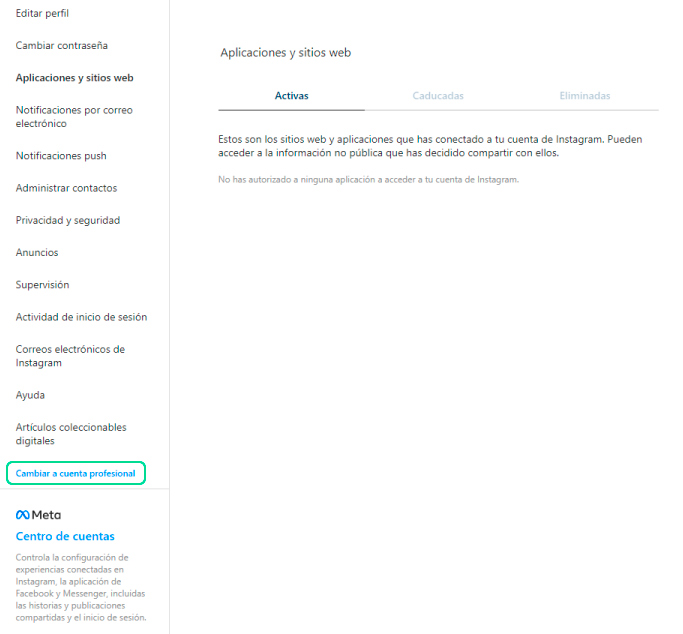 Editar perfil
Cambiar contraseña
Aplicaciones y sitios web
Notificaciones por correo
electrónico
Notificaciones push
Administrar contactos
Privacidad y seguridad
Anuncios
Supervisión
Actividad de inicio de sesión
Correos electrónicos de
Instagram
Ayuda
Artículos coleccionables
digitales
Cambiar a cuenta profesional
Meta
Centro de cuentas
Controla la configuración de
experiencias conectadas en
Instagram, la aplicación de
Facebook y Messenger, incluidas
las historias y publicaciones
compartidas y el inicio de sesión.
Aplicaciones y sitios web
Activas
Caducadas
Eliminadas
Estos son los sitios web y aplicaciones que has conectado a tu cuenta de Instagram. Pueden
acceder a la información no pública que has decidido compartir con ellos.
No has autorizado a ninguna aplicación a acceder a tu cuenta de Instagram.